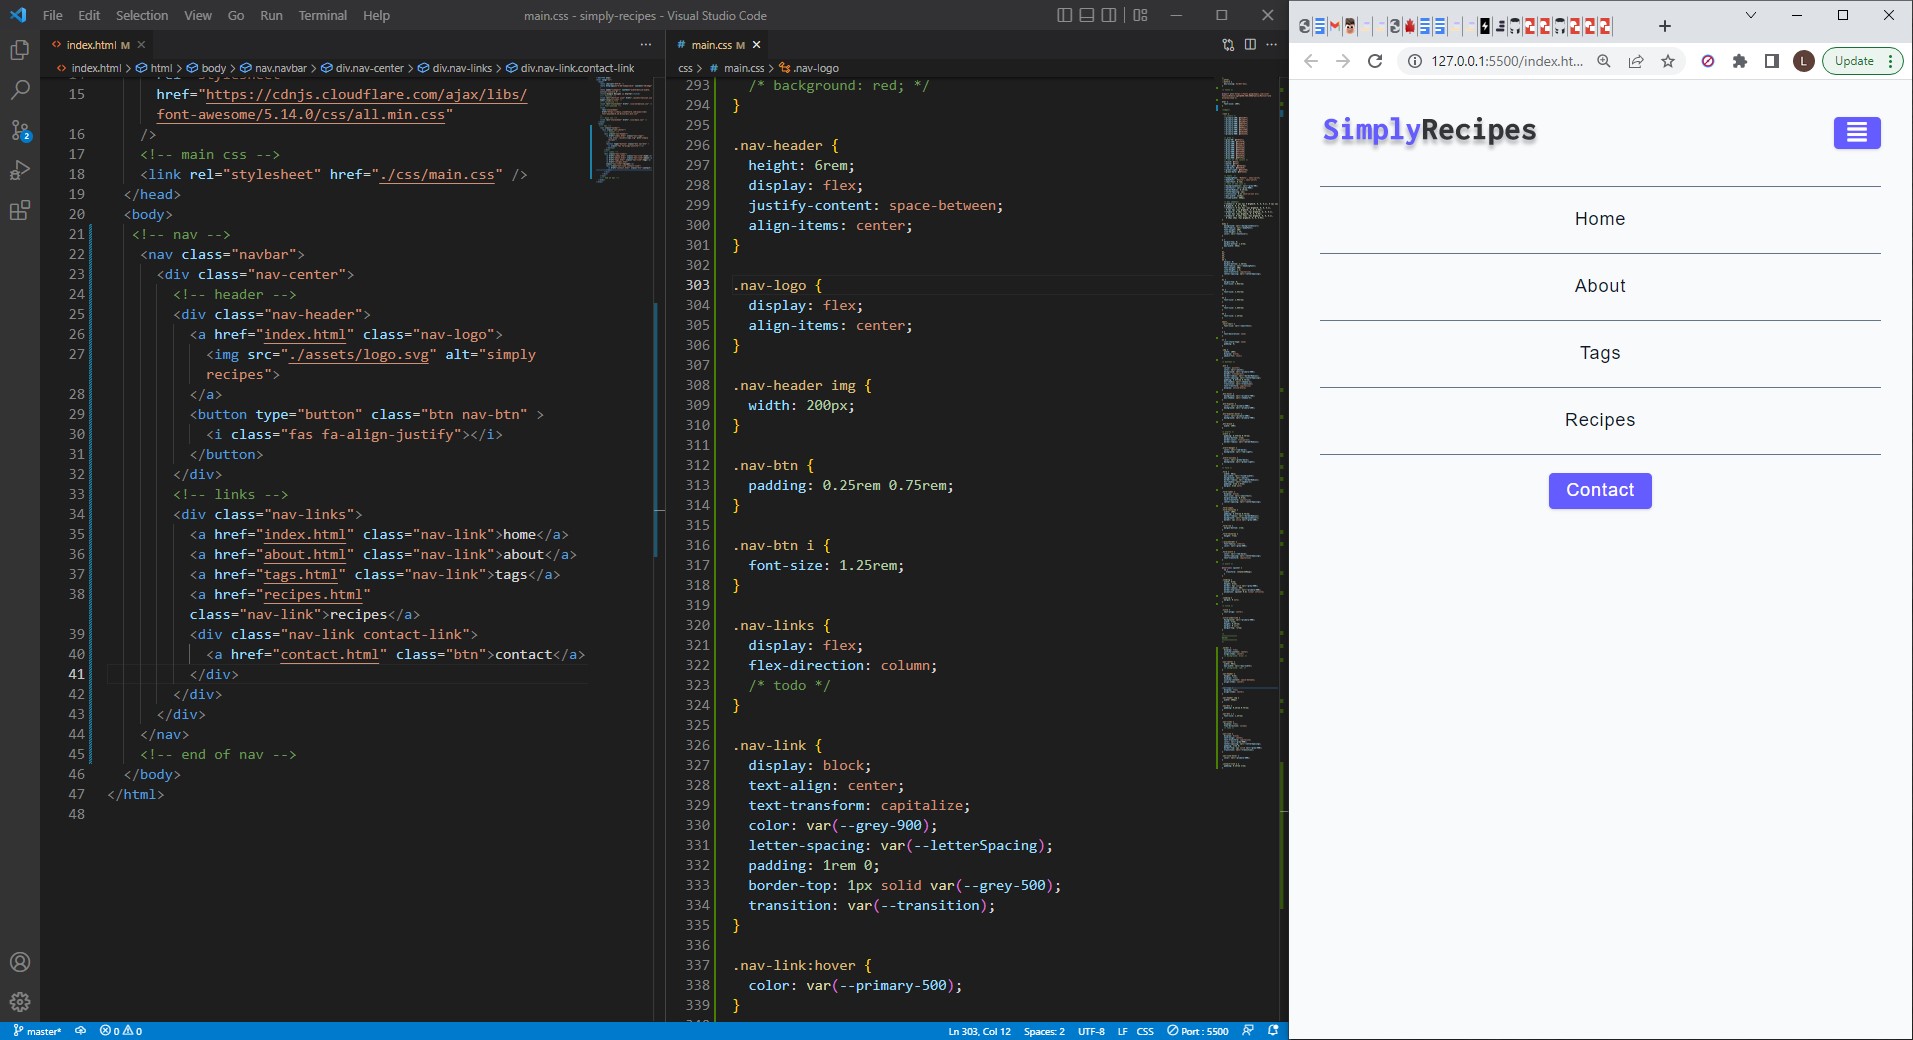 File Edit Selection View Go Run Terminal Help
main.css - simply-recipes - Visual Studio Code
index.html M
index.html > html > body > nav.navbar > div.nav-center > div.nav-links > div.nav-link.contact-link
15 href="https://cdnjs.cloudflare.com/ajax/libs/
font-awesome/5.14.0/css/all.min.css"
16 />
17 <!-- main css -->
18 <link rel="stylesheet" href="./css/main.css" />
19 </head>
20 <body>
21 <!-- nav -->
22 <nav class="navbar">
23 <div class="nav-center">
24 <!-- header -->
25 <div class="nav-header">
26 <a href="index.html" class="nav-logo">
27 <img src="./assets/logo.svg" alt="simply
recipes">
28 </a>
29 <button type="button" class="btn nav-btn" >
30 <i class="fas fa-align-justify"></i>
31 </button>
32 </div>
33 <!-- links -->
34 <div class="nav-links">
35 <a href="index.html" class="nav-link">home</a>
36 <a href="about.html" class="nav-link">about</a>
37 <a href="tags.html" class="nav-link">tags</a>
38 <a href="recipes.html"
class="nav-link">recipes</a>
39 <div class="nav-link contact-link">
40 <a href="contact.html" class="btn">contact</a>
41 </div>
42 </div>
43 </div>
44 </nav>
45 <!-- end of nav -->
46 </body>
47 </html>
48
# main.css M
css > # main.css > .nav-logo
293 /* background: red; */
294 }
295
296 .nav-header {
297 height: 6rem;
298 display: flex;
299 justify-content: space-between;
300 align-items: center;
301 }
302
303 .nav-logo {
304 display: flex;
305 align-items: center;
306 }
307
308 .nav-header img {
309 width: 200px;
310 }
311
312 .nav-btn {
313 padding: 0.25rem 0.75rem;
314 }
315
316 .nav-btn i {
317 font-size: 1.25rem;
318 }
319
320 .nav-links {
321 display: flex;
322 flex-direction: column;
323 /* todo */
324 }
325
326 .nav-link {
327 display: block;
328 text-align: center;
329 text-transform: capitalize;
330 color: var(--grey-900);
331 letter-spacing: var(--letterSpacing);
332 padding: 1rem 0;
333 border-top: 1px solid var(--grey-500);
334 transition: var(--transition);
335 }
336
337 .nav-link:hover {
338 color: var(--primary-500);
339 }
2
master* 0 0
Ln 303, Col 12 Spaces: 2 UTF-8 LF CSS Port : 5500
127.0.0.1:5500/index.ht...
L
Update
SimplyRecipes
Home
About
Tags
Recipes
Contact